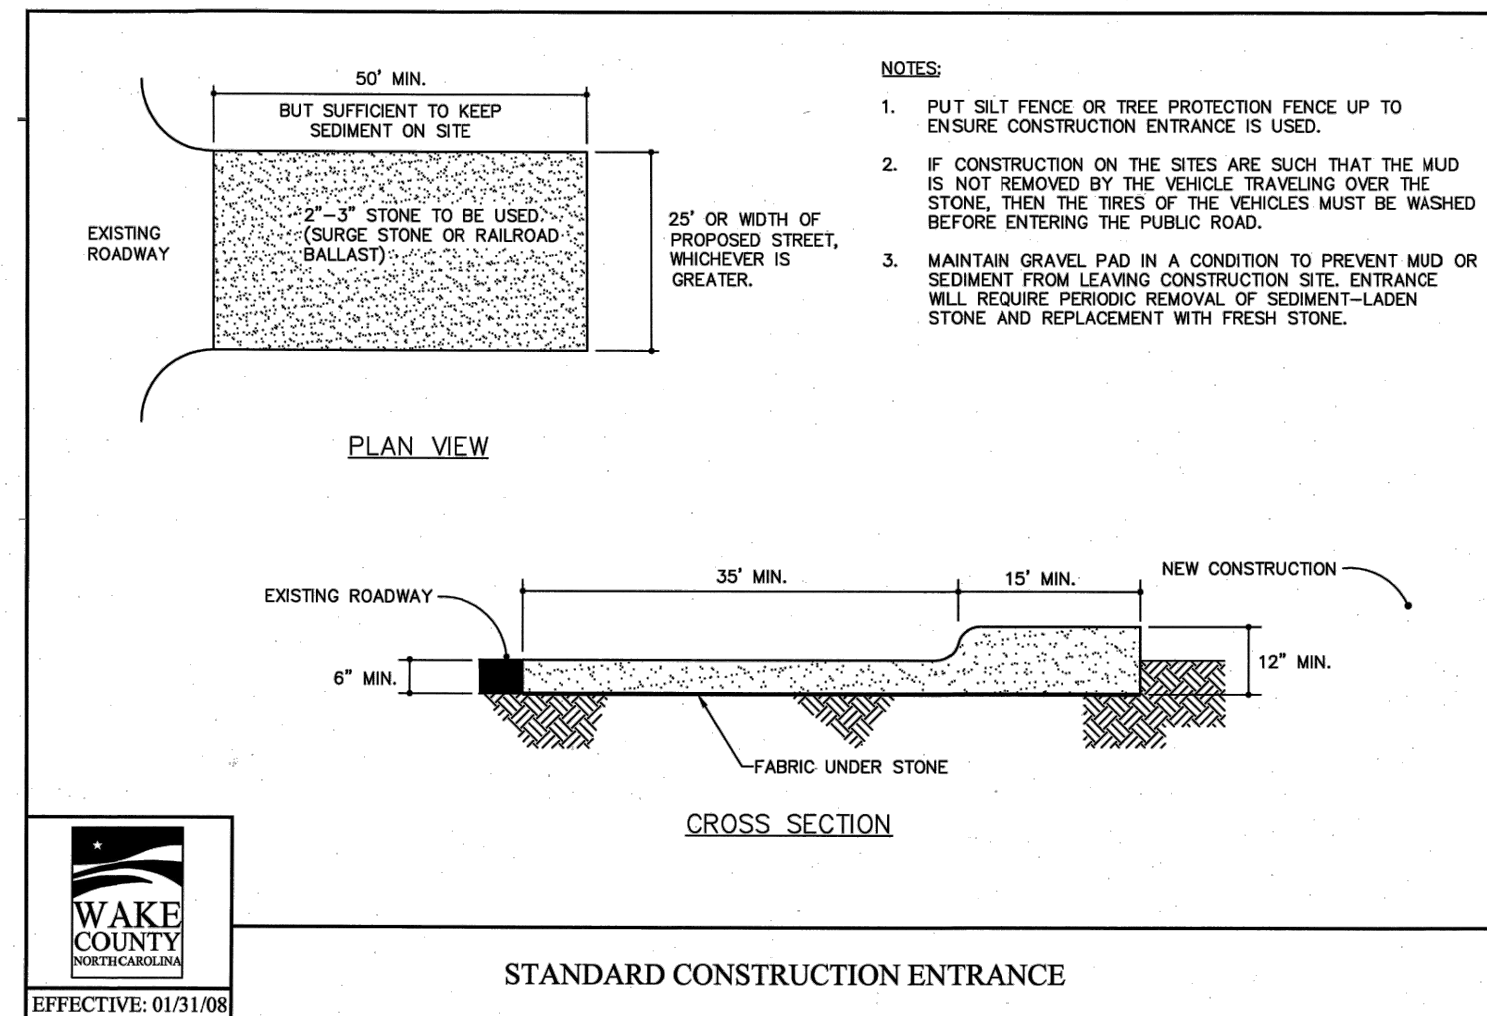 50' MIN.
BUT SUFFICIENT TO KEEP
SEDIMENT ON SITE
EXISTING
ROADWAY
2"-3" STONE TO BE USED.
(SURGE STONE OR RAILROAD
BALLAST)
25' OR WIDTH OF
PROPOSED STREET,
WHICHEVER IS
GREATER.
PLAN VIEW
NOTES:
1. PUT SILT FENCE OR TREE PROTECTION FENCE UP TO
ENSURE CONSTRUCTION ENTRANCE IS USED.
2. IF CONSTRUCTION ON THE SITES ARE SUCH THAT THE MUD
IS NOT REMOVED BY THE VEHICLE TRAVELING OVER THE
STONE, THEN THE TIRES OF THE VEHICLES MUST BE WASHED
BEFORE ENTERING THE PUBLIC ROAD.
3. MAINTAIN GRAVEL PAD IN A CONDITION TO PREVENT MUD OR
SEDIMENT FROM LEAVING CONSTRUCTION SITE. ENTRANCE
WILL REQUIRE PERIODIC REMOVAL OF SEDIMENT-LADEN
STONE AND REPLACEMENT WITH FRESH STONE.
35' MIN.
15' MIN.
NEW CONSTRUCTION
EXISTING ROADWAY
6" MIN.
12" MIN.
FABRIC UNDER STONE
CROSS SECTION
WAKE
COUNTY
NORTH CAROLINA
EFFECTIVE: 01/31/08
STANDARD CONSTRUCTION ENTRANCE